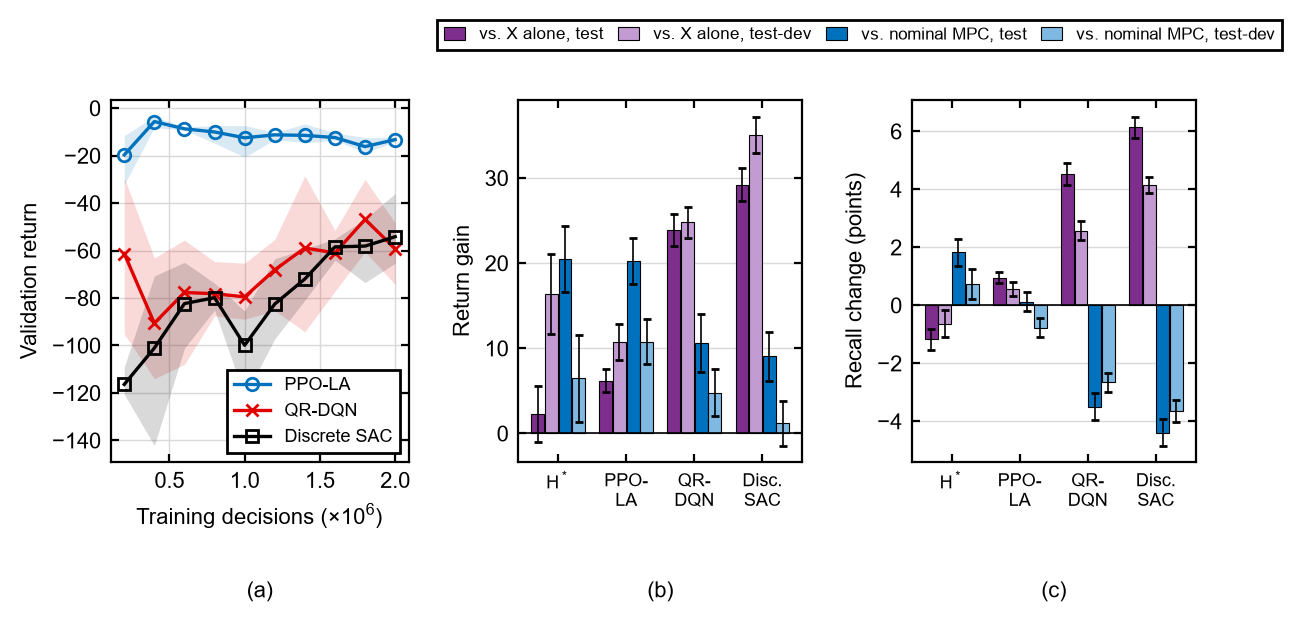 vs. X alone, test vs. X alone, test-dev vs. nominal MPC, test vs. nominal MPC, test-dev
Validation return
0
−20
−40
−60
−80
−100
−120
−140
PPO-LA
QR-DQN
Discrete SAC
0.5 1.0 1.5 2.0
Training decisions (×10⁶)
(a)
Return gain
30
20
10
0
H* PPO-LA QR-DQN Disc. SAC
(b)
Recall change (points)
6
4
2
0
−2
−4
H* PPO-LA QR-DQN Disc. SAC
(c)